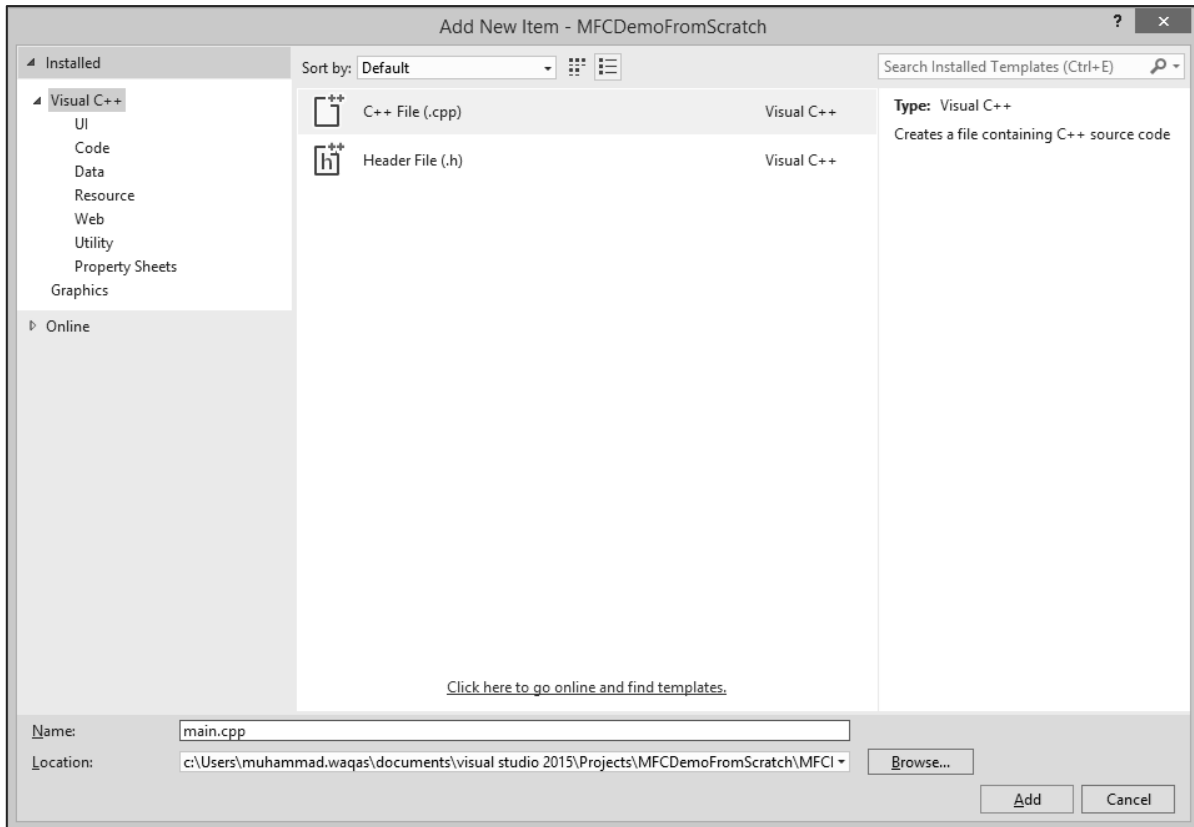 Add New Item - MFCDemoFromScratch
?
Installed
Sort by: Default
Search Installed Templates (Ctrl+E)
Visual C++
UI
Code
Data
Resource
Web
Utility
Property Sheets
Graphics
Online
C++ File (.cpp) Visual C++
Header File (.h) Visual C++
Type: Visual C++
Creates a file containing C++ source code
Click here to go online and find templates.
Name: main.cpp
Location: c:\Users\muhammad.waqas\documents\visual studio 2015\Projects\MFCDemoFromScratch\MFCI
Browse...
Add Cancel